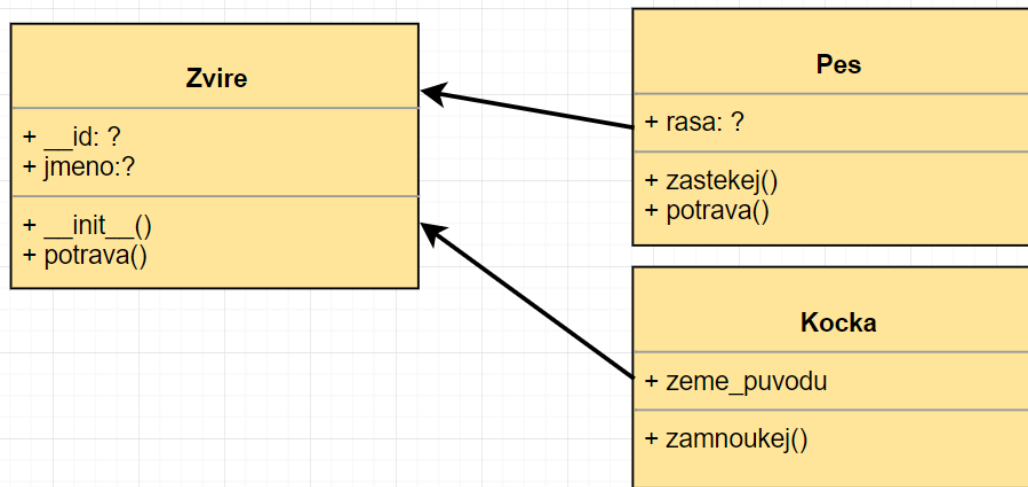 Zvire
+ __id: ?
+ jmeno:?
+ __init__()
+ potrava()
Pes
+ rasa: ?
+ zastekej()
+ potrava()
Kocka
+ zeme_puvodu
+ zamnoukej()